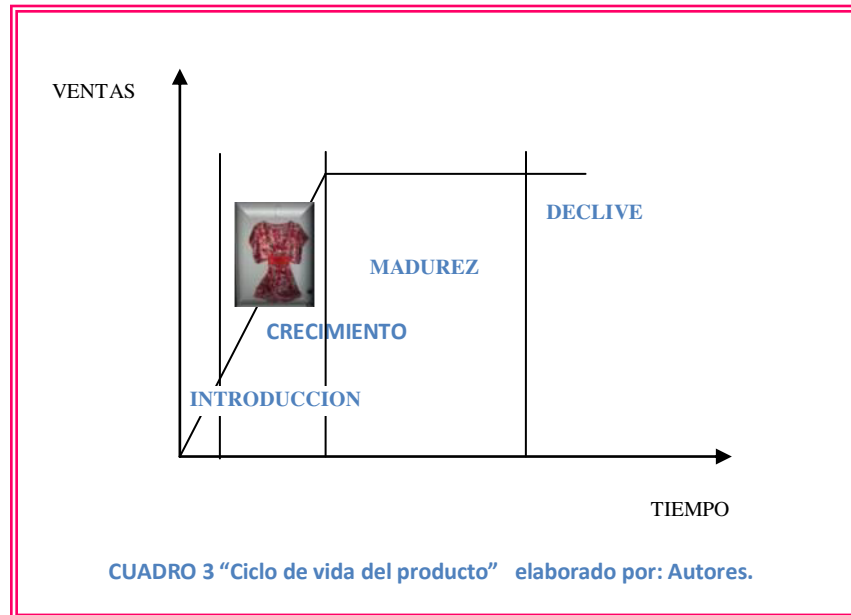 VENTAS
DECLIVE
MADUREZ
CRECIMIENTO
INTRODUCCION
TIEMPO
CUADRO 3 “Ciclo de vida del producto” elaborado por: Autores.